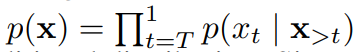 p(𝐱) = ∏_{t=T}^{1} p(x_t | 𝐱_{>t})